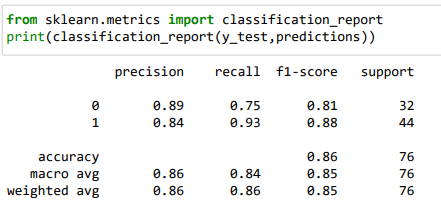 from sklearn.metrics import classification_report
print(classification_report(y_test,predictions))
precision recall f1-score support
0 0.89 0.75 0.81 32
1 0.84 0.93 0.88 44
accuracy 0.86 76
macro avg 0.86 0.84 0.85 76
weighted avg 0.86 0.86 0.85 76